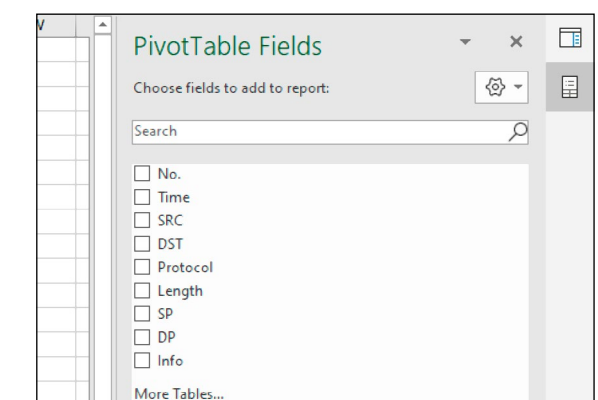 PivotTable Fields
Choose fields to add to report:
Search
No.
Time
SRC
DST
Protocol
Length
SP
DP
Info
More Tables...